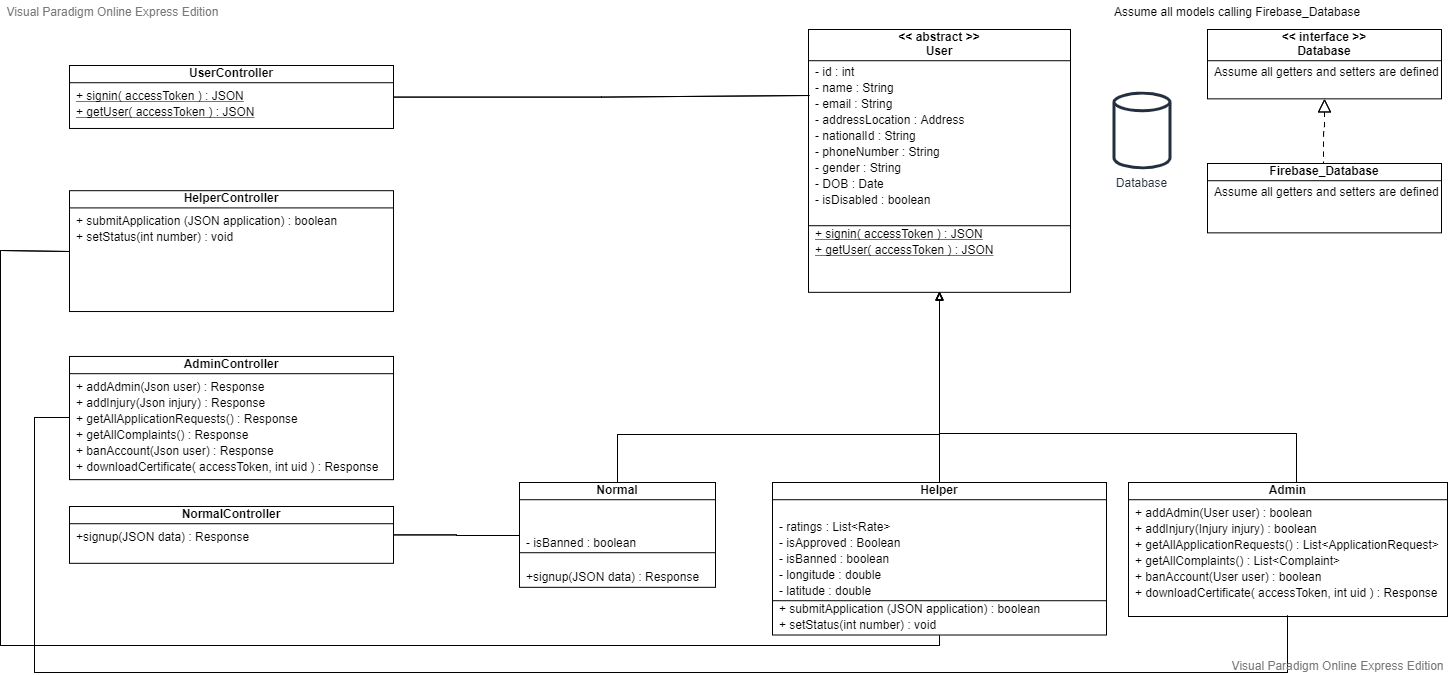 Visual Paradigm Online Express Edition
Assume all models calling Firebase_Database
UserController
+ signin( accessToken ) : JSON
+ getUser( accessToken ) : JSON
<< abstract >>
User
- id : int
- name : String
- email : String
- addressLocation : Address
- nationalId : String
- phoneNumber : String
- gender : String
- DOB : Date
- isDisabled : boolean
+ signin( accessToken ) : JSON
+ getUser( accessToken ) : JSON
<< interface >>
Database
Assume all getters and setters are defined
Database
Firebase_Database
Assume all getters and setters are defined
HelperController
+ submitApplication (JSON application) : boolean
+ setStatus(int number) : void
AdminController
+ addAdmin(Json user) : Response
+ addInjury(Json injury) : Response
+ getAllApplicationRequests() : Response
+ getAllComplaints() : Response
+ banAccount(Json user) : Response
+ downloadCertificate( accessToken, int uid ) : Response
NormalController
+signup(JSON data) : Response
Normal
- isBanned : boolean
+signup(JSON data) : Response
Helper
- ratings : List<Rate>
- isApproved : Boolean
- isBanned : boolean
- longitude : double
- latitude : double
+ submitApplication (JSON application) : boolean
+ setStatus(int number) : void
Admin
+ addAdmin(User user) : boolean
+ addInjury(Injury injury) : boolean
+ getAllApplicationRequests() : List<ApplicationRequest>
+ getAllComplaints() : List<Complaint>
+ banAccount(User user) : boolean
+ downloadCertificate( accessToken, int uid ) : Response
Visual Paradigm Online Express Edition